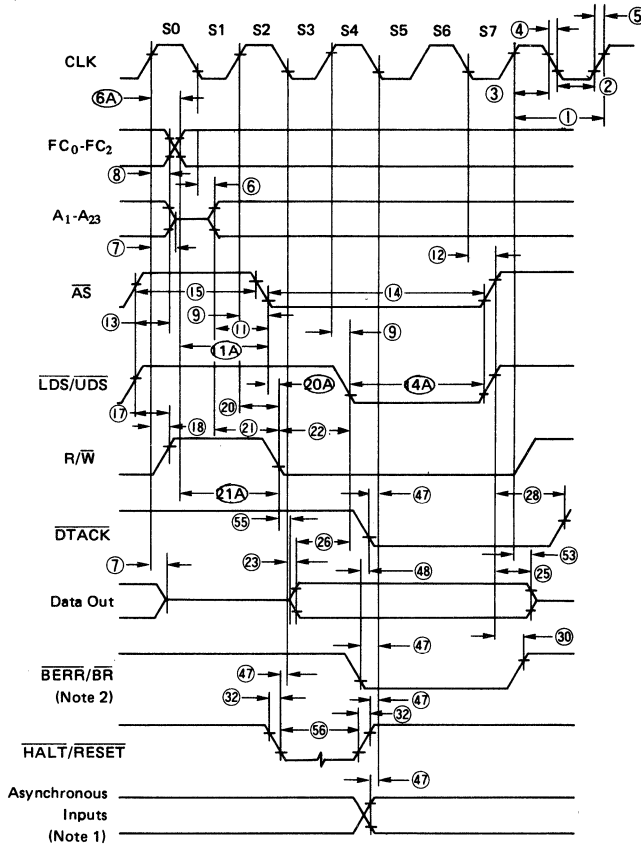 S0 S1 S2 S3 S4 S5 S6 S7
④ ⑤
CLK
③ ②
6A ①
FC0-FC2
⑧ ⑥
A1-A23
⑦ ⑫
AS
⑮ ⑭
⑬ ⑨ ⑪ ⑨
11A
LDS/UDS
20A 14A
⑰ ⑱ ⑳ ㉑ ㉒
R/W
21A ㊼ ㉘
DTACK
55 ㉖ 53
⑦ ㉓ ㊽ ㉕
Data Out
㊼ ㉚
BERR/BR
(Note 2)
㊼ ㊼
㉜ ㉜
56
HALT/RESET
㊼
Asynchronous
Inputs
(Note 1)